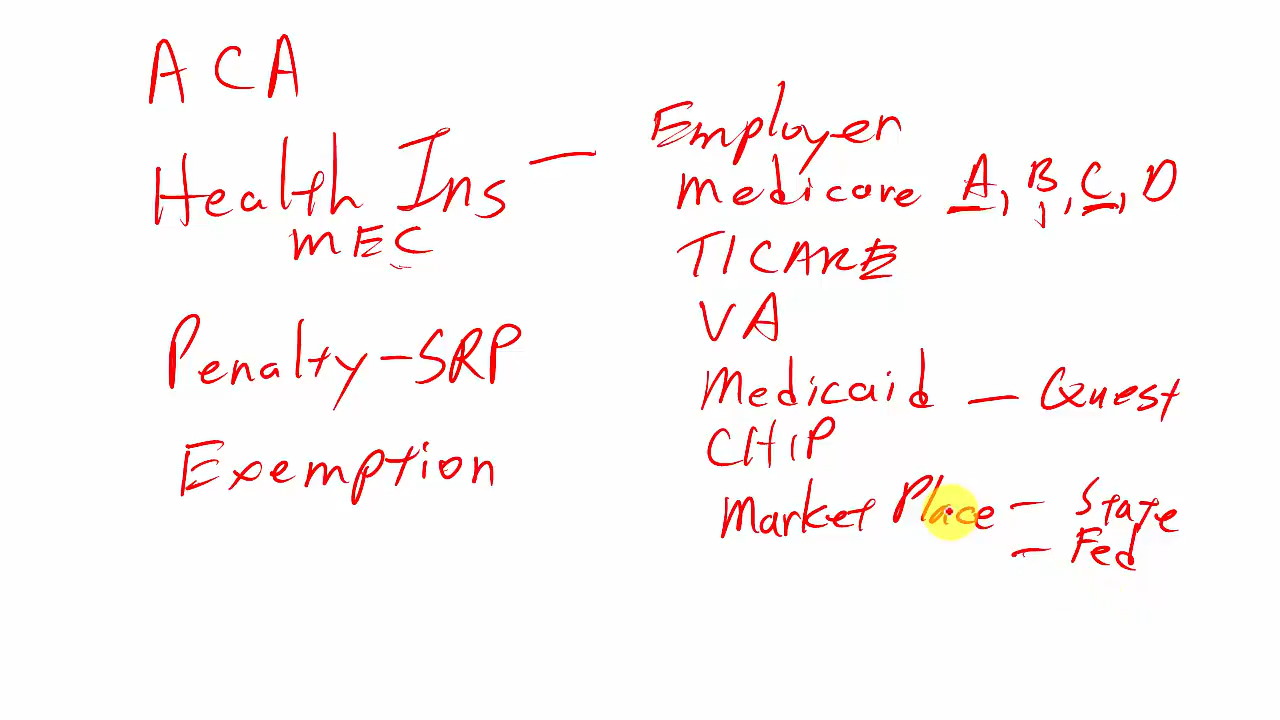 ACA
Health Ins —
MEC
Penalty - SRP
Exemption
Employer
Medicare A, B, C, D
TICARE
VA
Medicaid — Quest
CHIP
Market Place — State
— Fed